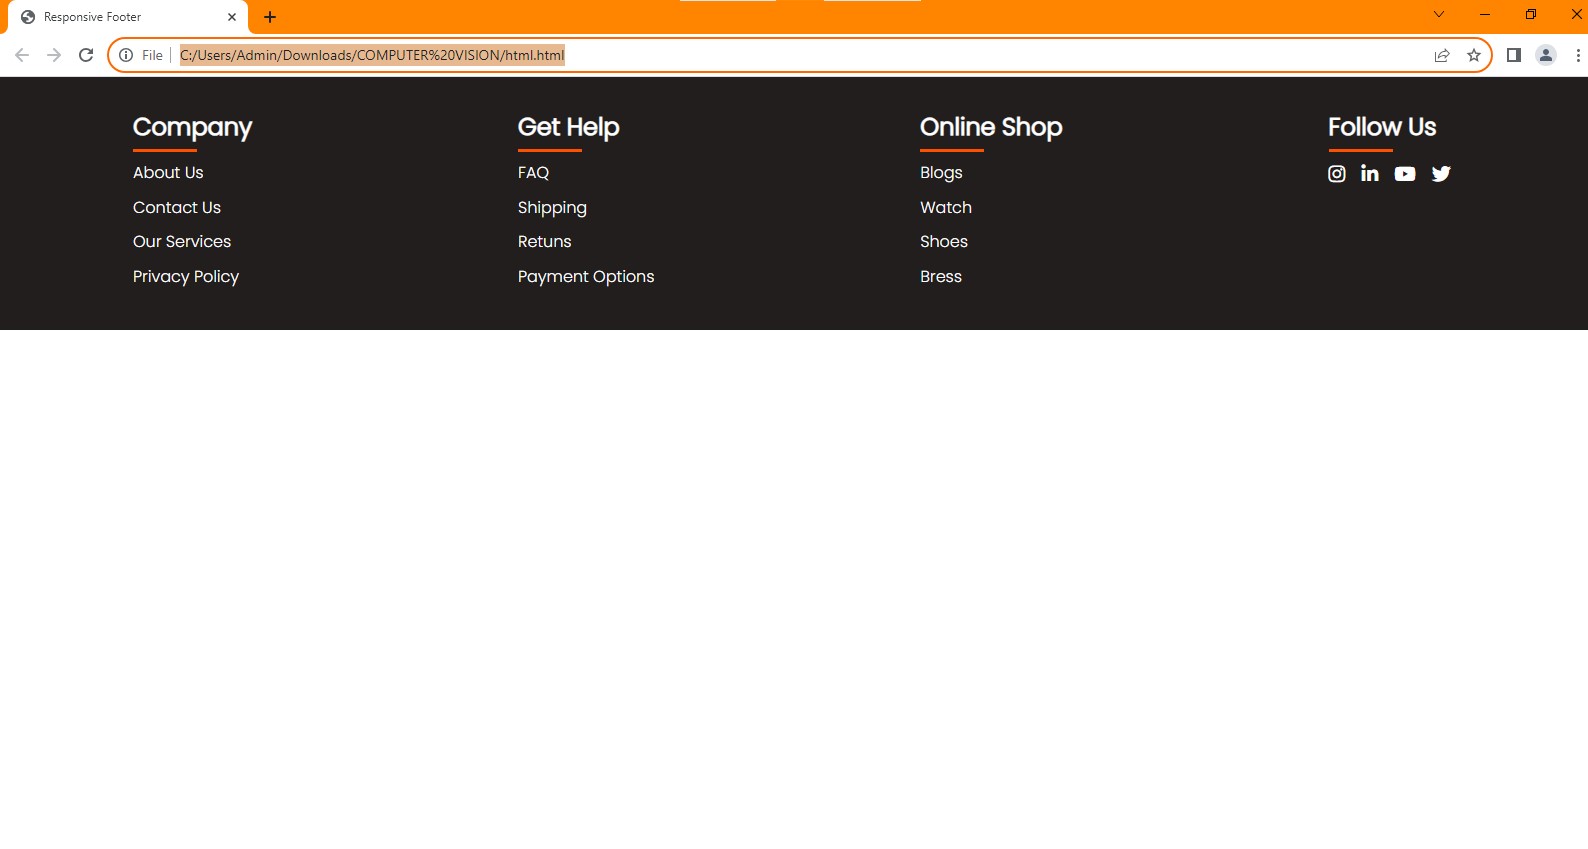 Responsive Footer
File C:/Users/Admin/Downloads/COMPUTER%20VISION/html.html
Company
About Us
Contact Us
Our Services
Privacy Policy
Get Help
FAQ
Shipping
Retuns
Payment Options
Online Shop
Blogs
Watch
Shoes
Bress
Follow Us